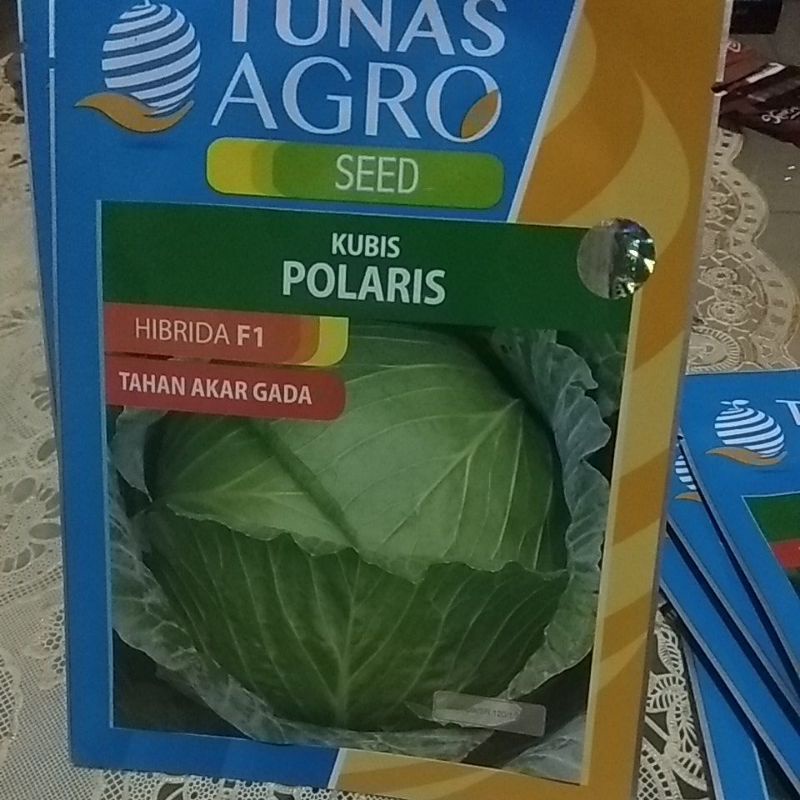 TUNAS
AGRO
SEED
KUBIS
POLARIS
HIBRIDA F1
TAHAN AKAR GADA